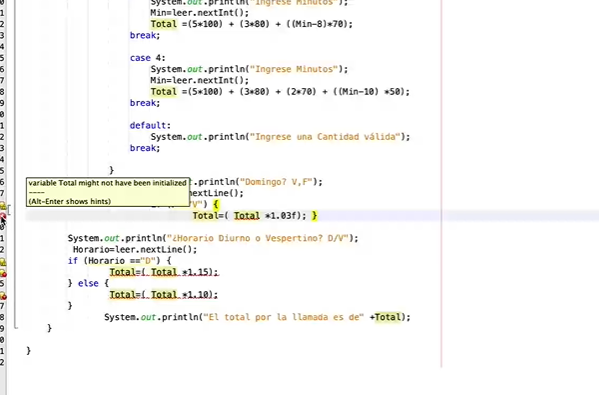 System.out.println("Ingrese Minutos");
Min=leer.nextInt();
Total =(5*100) + (3*80) + ((Min-8)*70);
break;
case 4:
System.out.println("Ingrese Minutos");
Min=leer.nextInt();
Total =(5*100) + (3*80) + (2*70) + ((Min-10) *50);
break;
default:
System.out.println("Ingrese una Cantidad válida");
break;
}
variable Total might not have been initialized
----
(Alt-Enter shows hints)
t.println("Domingo? V,F");
nextLine();
V") {
Total=( Total *1.03f); }
System.out.println("¿Horario Diurno o Vespertino? D/V");
Horario=leer.nextLine();
if (Horario =="D") {
Total=( Total *1.15);
} else {
Total=( Total *1.10);
}
System.out.println("El total por la llamada es de" +Total);
}
}